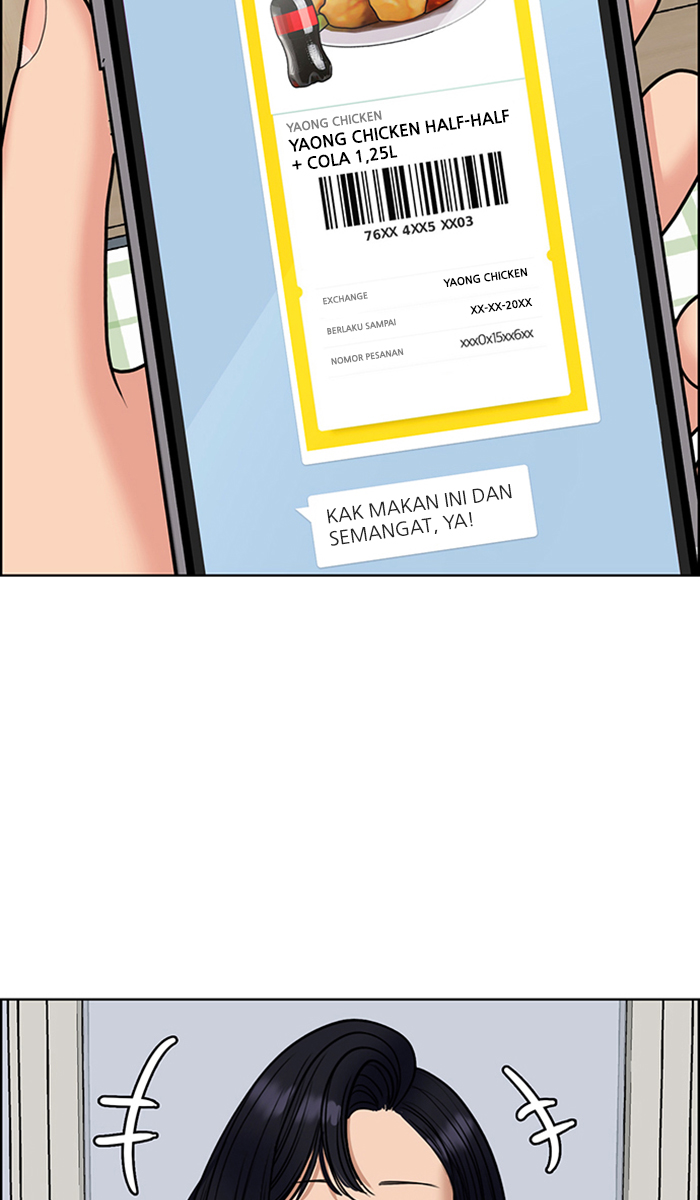 YAONG CHICKEN
YAONG CHICKEN HALF-HALF
+ COLA 1,25L
76XX 4XX5 XX03
EXCHANGE YAONG CHICKEN
BERLAKU SAMPAI XX-XX-20XX
NOMOR PESANAN xxx0x15xx6xx
KAK MAKAN INI DAN
SEMANGAT, YA!